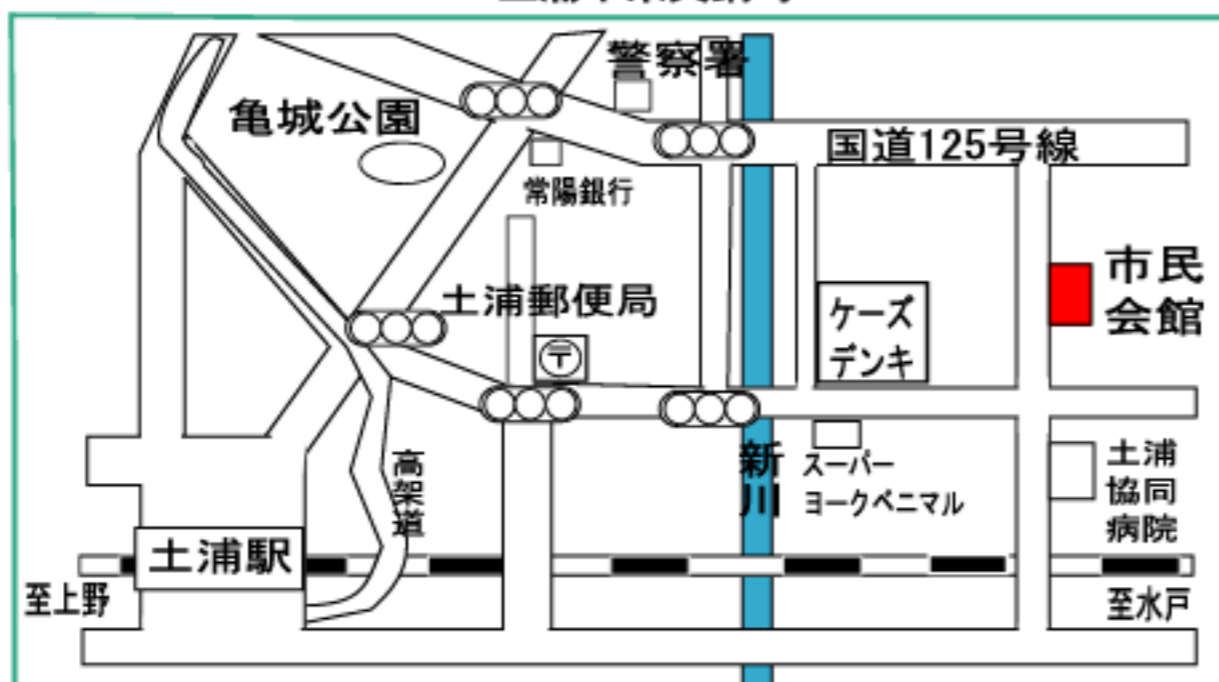 警察署
亀城公園
国道125号線
常陽銀行
市民
会館
土浦郵便局
〒
ケーズ
デンキ
高架道
新川
スーパー
ヨークベニマル
土浦
協同
病院
土浦駅
至上野
至水戸